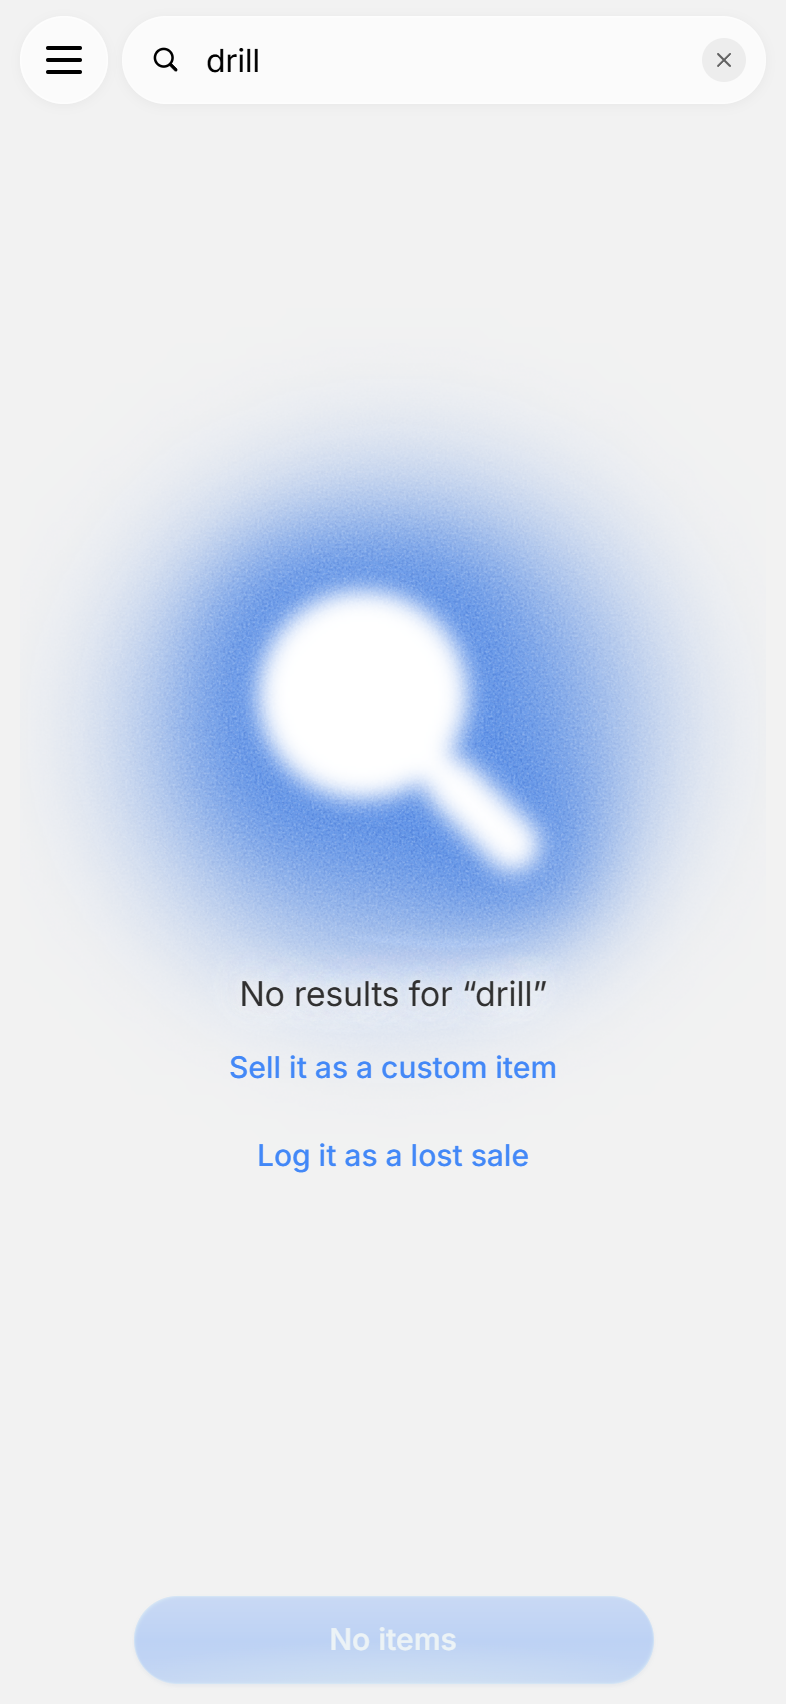 drill
No results for “drill”
Sell it as a custom item
Log it as a lost sale
No items